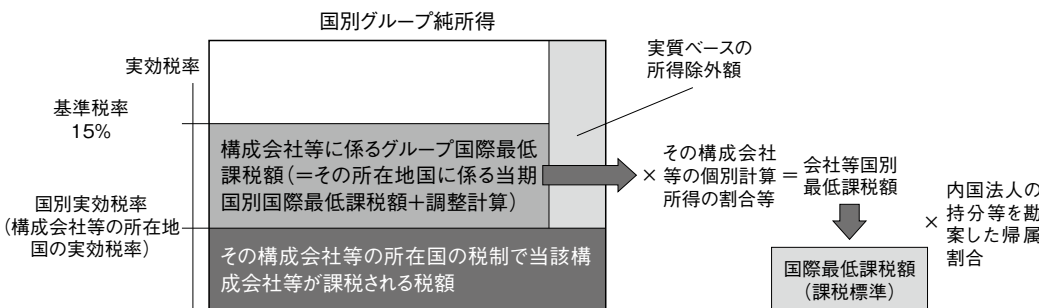 国別グループ純所得
実効税率
基準税率
15%
国別実効税率
(構成会社等の所在地
国の実効税率)
構成会社等に係るグループ国際最低
課税額(=その所在地国に係る当期
国別国際最低課税額+調整計算)
その構成会社等の所在国の税制で当該構
成会社等が課税される税額
実質ベースの
所得除外額
×
その構成会社
等の個別計算
所得の割合等
=
会社等国別
最低課税額
×
内国法人の
持分等を勘
案した帰属
割合
国際最低課税額
(課税標準)